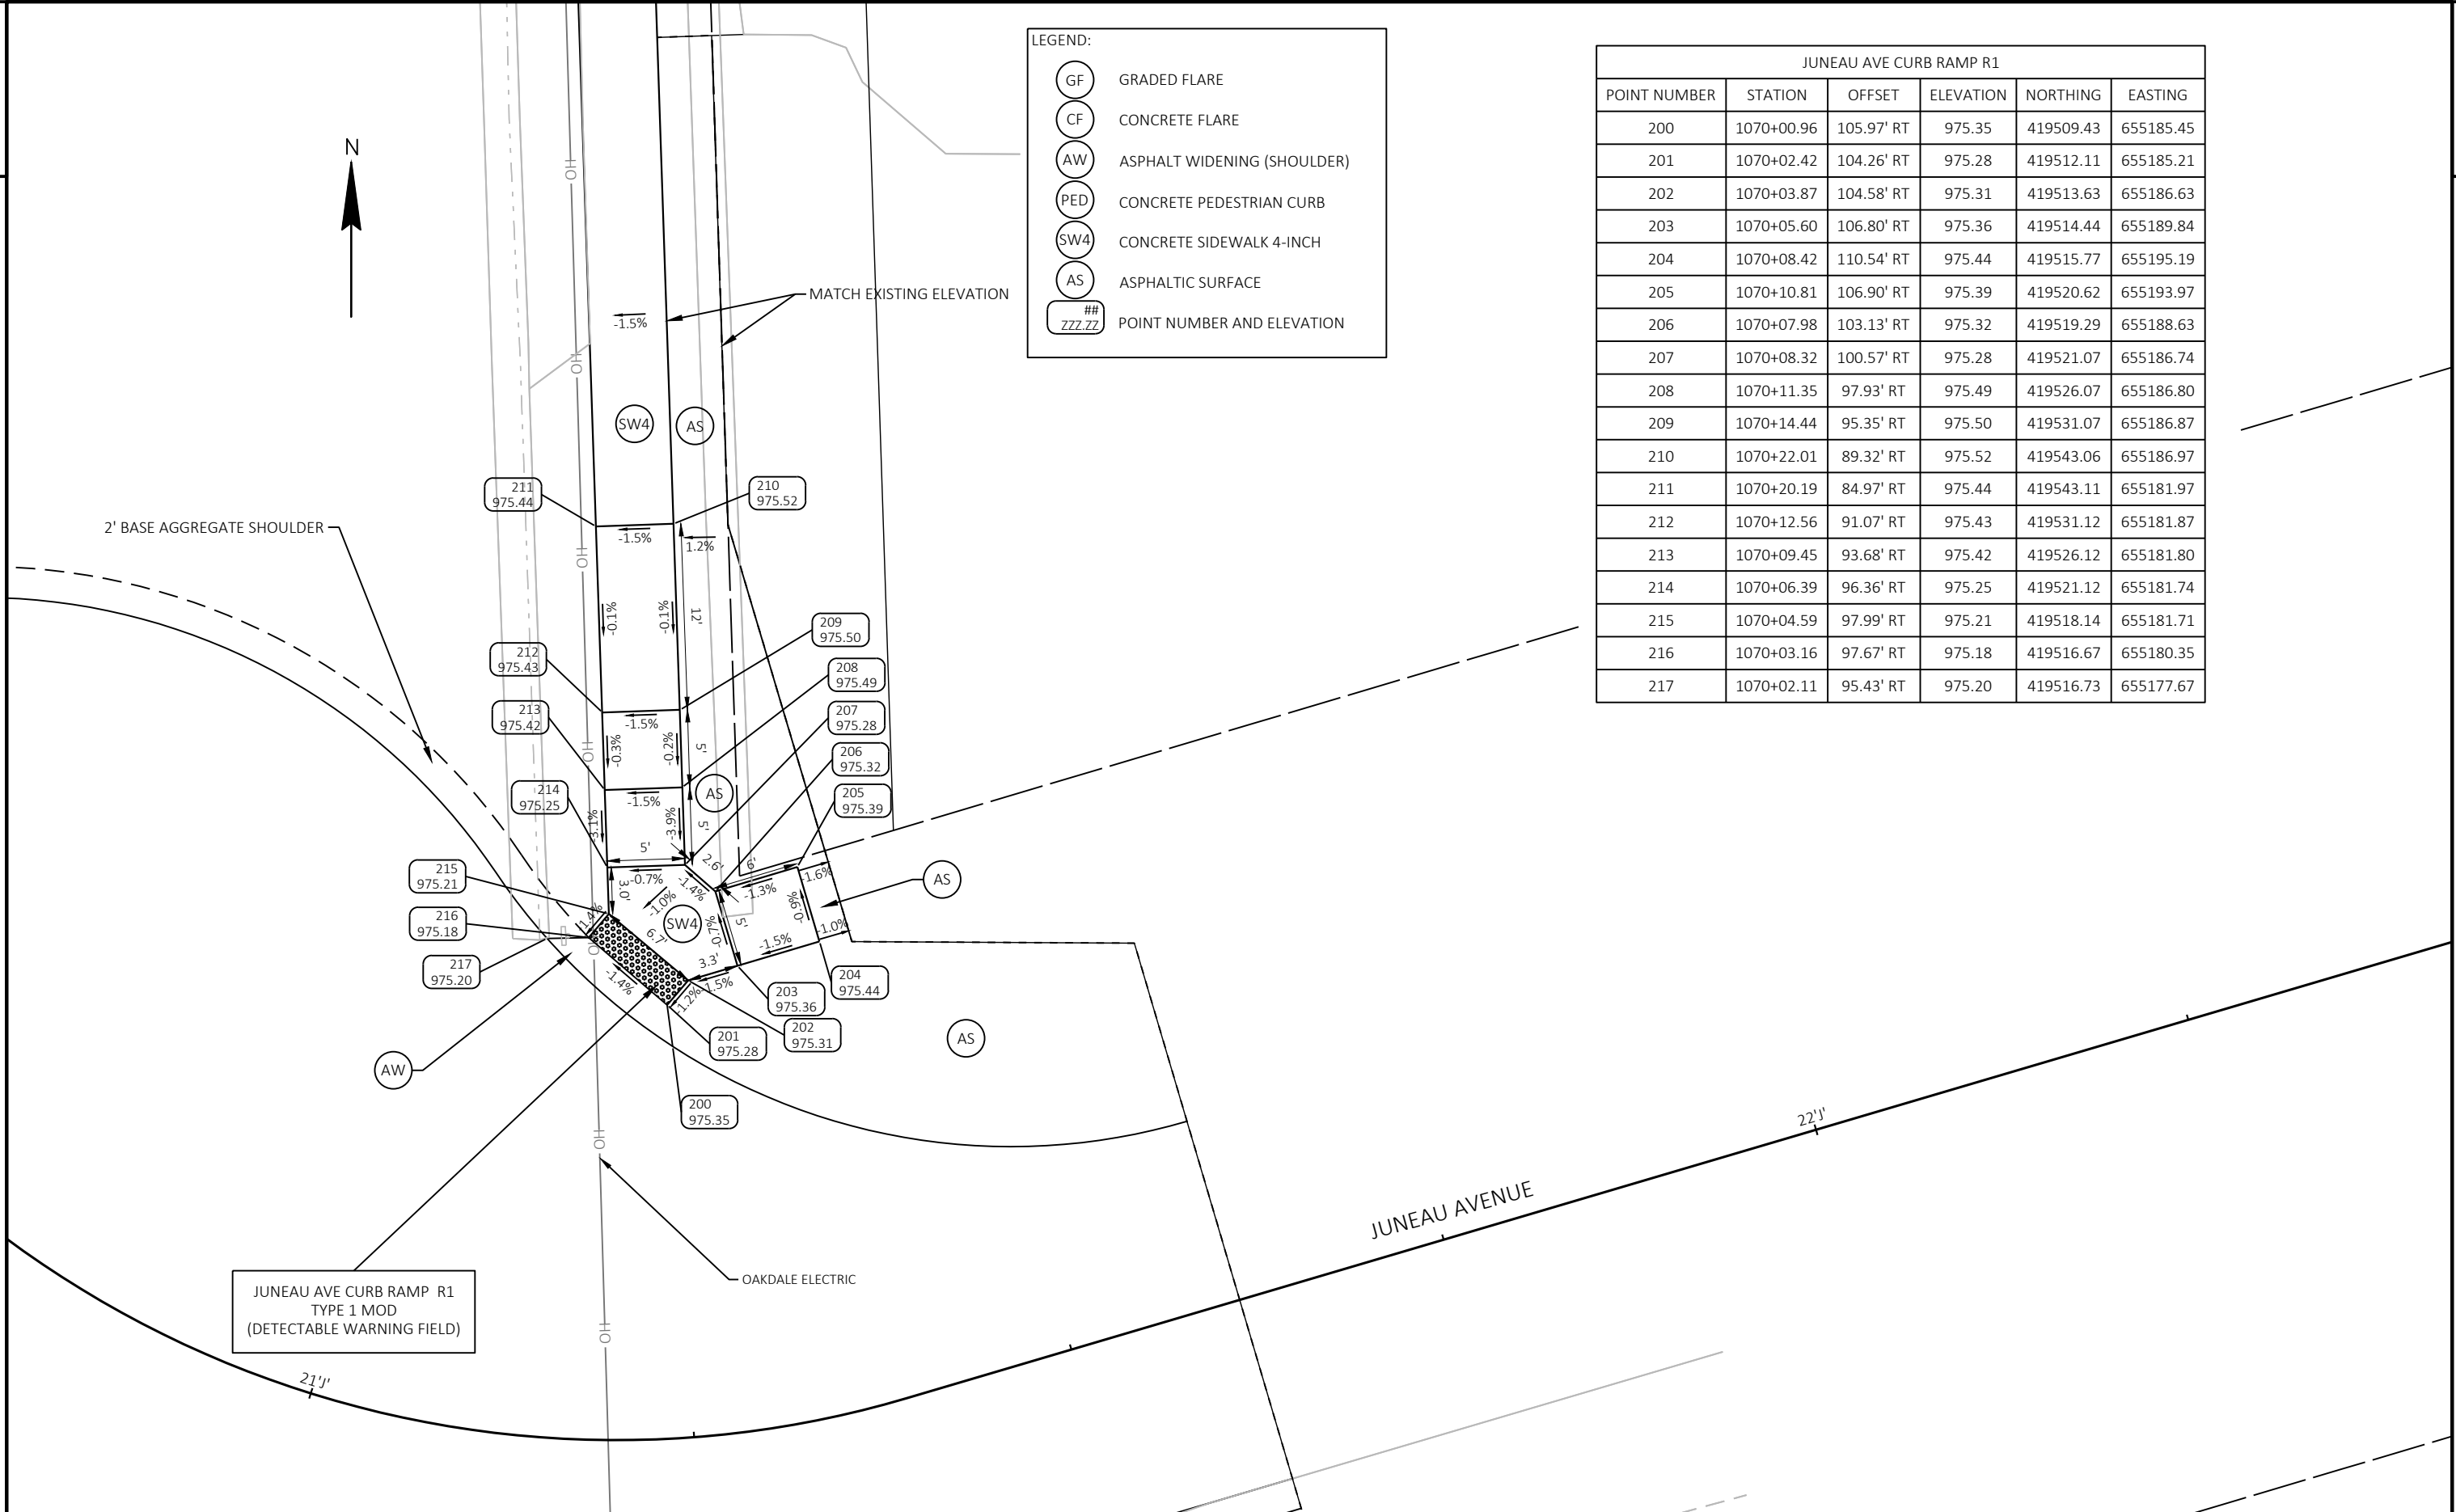 N
LEGEND:
GF GRADED FLARE
CF CONCRETE FLARE
AW ASPHALT WIDENING (SHOULDER)
PED CONCRETE PEDESTRIAN CURB
SW4 CONCRETE SIDEWALK 4-INCH
AS ASPHALTIC SURFACE
##
ZZZ.ZZ POINT NUMBER AND ELEVATION
JUNEAU AVE CURB RAMP R1
POINT NUMBER STATION OFFSET ELEVATION NORTHING EASTING
200 1070+00.96 105.97' RT 975.35 419509.43 655185.45
201 1070+02.42 104.26' RT 975.28 419512.11 655185.21
202 1070+03.87 104.58' RT 975.31 419513.63 655186.63
203 1070+05.60 106.80' RT 975.36 419514.44 655189.84
204 1070+08.42 110.54' RT 975.44 419515.77 655195.19
205 1070+10.81 106.90' RT 975.39 419520.62 655193.97
206 1070+07.98 103.13' RT 975.32 419519.29 655188.63
207 1070+08.32 100.57' RT 975.28 419521.07 655186.74
208 1070+11.35 97.93' RT 975.49 419526.07 655186.80
209 1070+14.44 95.35' RT 975.50 419531.07 655186.87
210 1070+22.01 89.32' RT 975.52 419543.06 655186.97
211 1070+20.19 84.97' RT 975.44 419543.11 655181.97
212 1070+12.56 91.07' RT 975.43 419531.12 655181.87
213 1070+09.45 93.68' RT 975.42 419526.12 655181.80
214 1070+06.39 96.36' RT 975.25 419521.12 655181.74
215 1070+04.59 97.99' RT 975.21 419518.14 655181.71
216 1070+03.16 97.67' RT 975.18 419516.67 655180.35
217 1070+02.11 95.43' RT 975.20 419516.73 655177.67
OH
MATCH EXISTING ELEVATION
-1.5%
OH
SW4
AS
211
975.44
210
975.52
2' BASE AGGREGATE SHOULDER
-1.5%
1.2%
OH
-0.1%
-0.1%
12'
209
975.50
212
975.43
208
975.49
213
975.42
-1.5%
207
975.28
OH
-0.3%
-0.2%
5'
206
975.32
214
975.25
-1.5%
AS
205
975.39
-3.1%
-3.9%
5'
5'
2.6'
6'
215
975.21
3.0'
-0.7%
-1.4%
-1.3%
-1.6%
AS
-1.0%
-0.9%
216
975.18
-1.4%
SW4
-0.7%
5'
-1.0%
6.7'
-1.5%
OH
217
975.20
3.3'
-1.4%
-1.5%
-1.2%
204
975.44
203
975.36
202
975.31
201
975.28
AS
AW
200
975.35
OH
22'J'
JUNEAU AVENUE
OAKDALE ELECTRIC
JUNEAU AVE CURB RAMP R1
TYPE 1 MOD
(DETECTABLE WARNING FIELD)
OH
21'J'